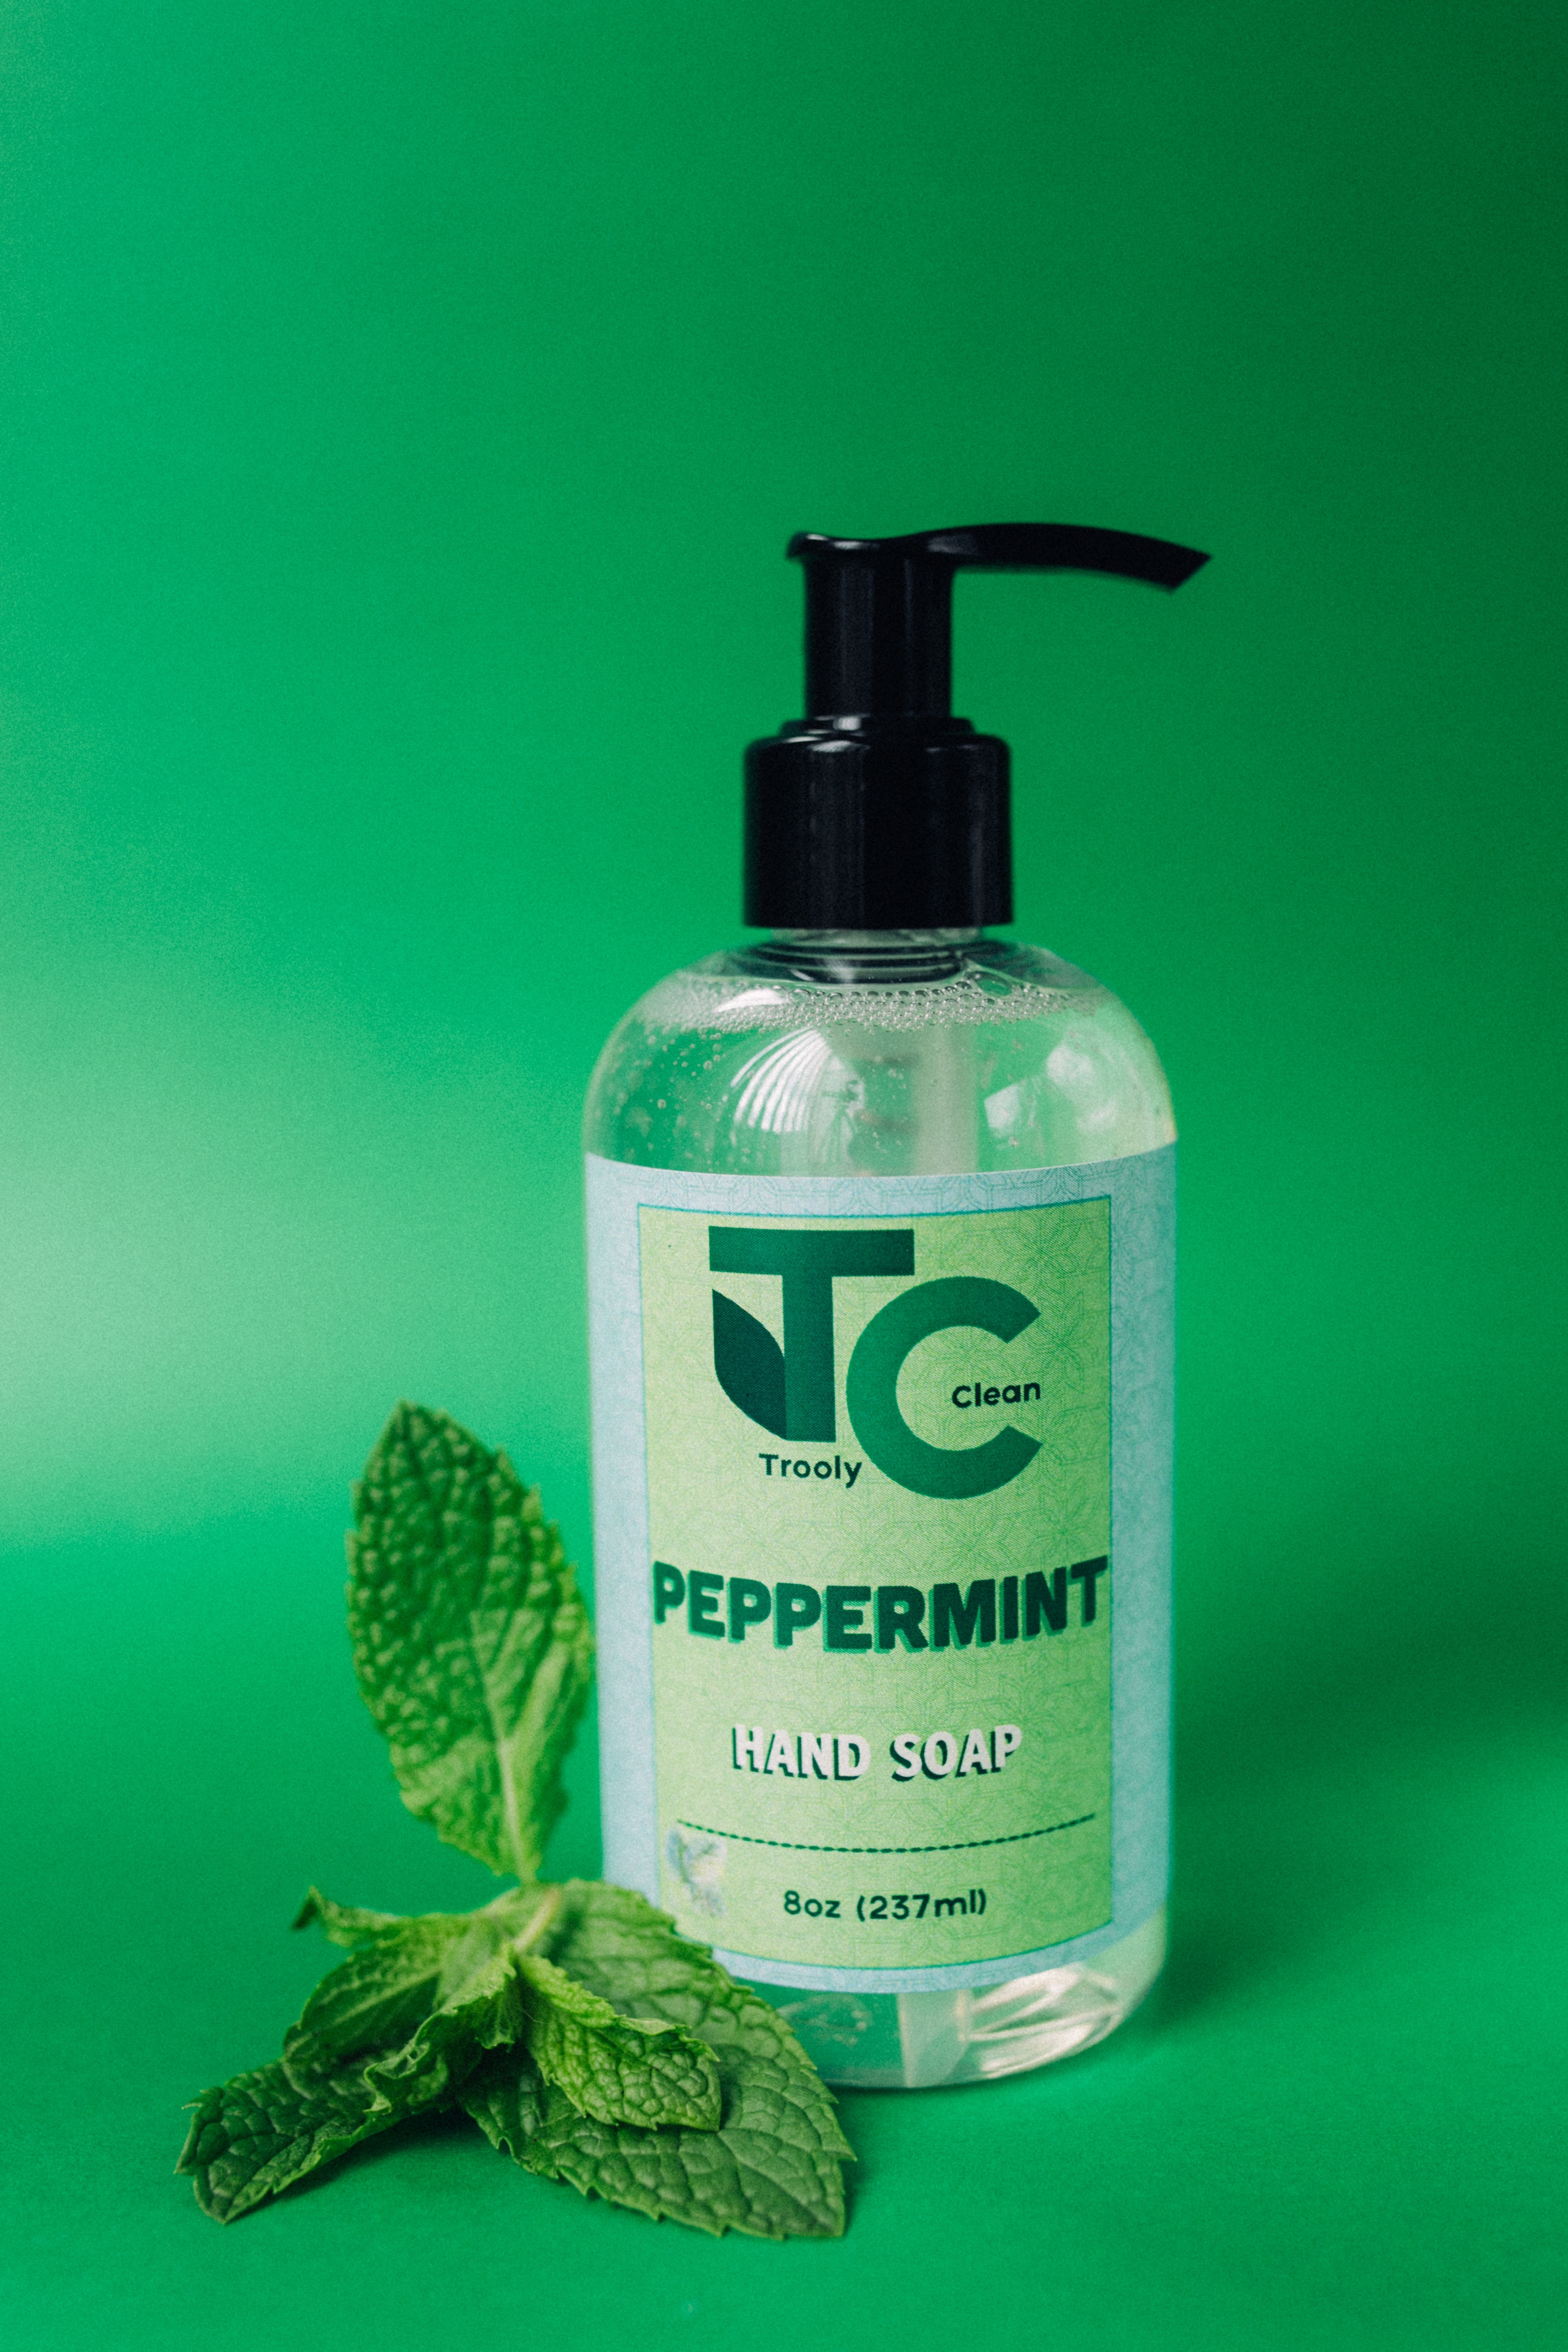 TC
Clean
Trooly
PEPPERMINT
HAND SOAP
8oz (237ml)